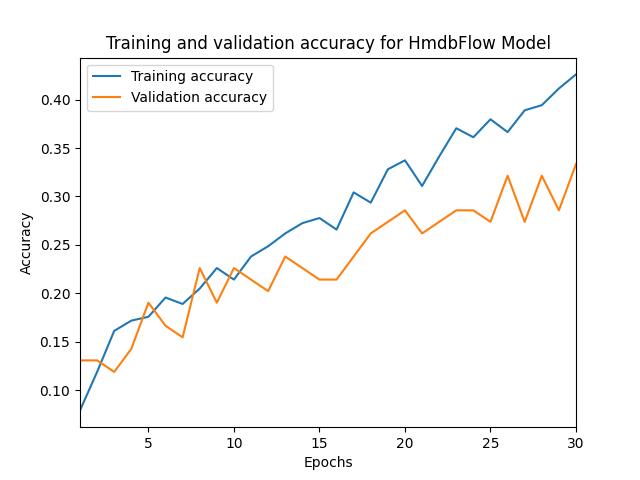 Training and validation accuracy for HmdbFlow Model
Training accuracy
Validation accuracy
Accuracy
0.40
0.35
0.30
0.25
0.20
0.15
0.10
5 10 15 20 25 30
Epochs